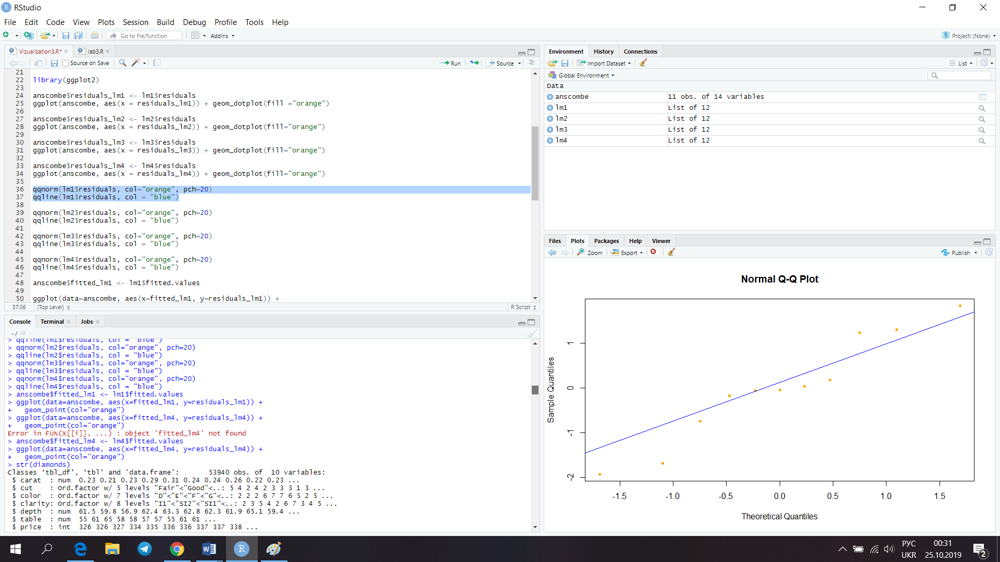 RStudio
File Edit Code View Plots Session Build Debug Profile Tools Help
Go to file/function Addins Project: (None)
Vizualization3.R* lab3.R
Source on Save Run Source
21
22 library(ggplot2)
23
24 anscombe$residuals_lm1 <- lm1$residuals
25 ggplot(anscombe, aes(x = residuals_lm1)) + geom_dotplot(fill ="orange")
26
27 anscombe$residuals_lm2 <- lm2$residuals
28 ggplot(anscombe, aes(x = residuals_lm2)) + geom_dotplot(fill="orange")
29
30 anscombe$residuals_lm3 <- lm3$residuals
31 ggplot(anscombe, aes(x = residuals_lm3)) + geom_dotplot(fill="orange")
32
33 anscombe$residuals_lm4 <- lm4$residuals
34 ggplot(anscombe, aes(x = residuals_lm4)) + geom_dotplot(fill="orange")
35
36 qqnorm(lm1$residuals, col="orange", pch=20)
37 qqline(lm1$residuals, col = "blue")
38
39 qqnorm(lm2$residuals, col="orange", pch=20)
40 qqline(lm2$residuals, col = "blue")
41
42 qqnorm(lm3$residuals, col="orange", pch=20)
43 qqline(lm3$residuals, col = "blue")
44
45 qqnorm(lm4$residuals, col="orange", pch=20)
46 qqline(lm4$residuals, col = "blue")
47
48 anscombe$fitted_lm1 <- lm1$fitted.values
49
50 ggplot(data=anscombe, aes(x=fitted_lm1, y=residuals_lm1)) +
37:36 (Top Level) R Script
Console Terminal Jobs
~/
> qqline(lm1$residuals, col = "blue")
> qqnorm(lm2$residuals, col="orange", pch=20)
> qqline(lm2$residuals, col = "blue")
> qqnorm(lm3$residuals, col="orange", pch=20)
> qqline(lm3$residuals, col = "blue")
> qqnorm(lm4$residuals, col="orange", pch=20)
> qqline(lm4$residuals, col = "blue")
> anscombe$fitted_lm1 <- lm1$fitted.values
> ggplot(data=anscombe, aes(x=fitted_lm1, y=residuals_lm1)) +
+   geom_point(col="orange")
> ggplot(data=anscombe, aes(x=fitted_lm4, y=residuals_lm4)) +
+   geom_point(col="orange")
Error in FUN(X[[i]], ...) : object 'fitted_lm4' not found
> anscombe$fitted_lm4 <- lm4$fitted.values
> ggplot(data=anscombe, aes(x=fitted_lm4, y=residuals_lm4)) +
+   geom_point(col="orange")
> str(diamonds)
Classes ‘tbl_df’, ‘tbl’ and 'data.frame': 53940 obs. of 10 variables:
$ carat : num 0.23 0.21 0.23 0.29 0.31 0.24 0.24 0.26 0.22 0.23 ...
$ cut : Ord.factor w/ 5 levels "Fair"<"Good"<..: 5 4 2 4 2 3 3 3 1 3 ...
$ color : Ord.factor w/ 7 levels "D"<"E"<"F"<"G"<..: 2 2 2 6 7 7 6 5 2 5 ...
$ clarity: Ord.factor w/ 8 levels "I1"<"SI2"<"SI1"<..: 2 3 5 4 2 6 7 3 4 5 ...
$ depth : num 61.5 59.8 56.9 62.4 63.3 62.8 62.3 61.9 65.1 59.4 ...
$ table : num 55 61 65 58 58 57 57 55 61 61 ...
$ price : int 326 326 327 334 335 336 336 337 337 338 ...
Environment History Connections
Import Dataset List
Global Environment
Data
anscombe 11 obs. of 14 variables
lm1 List of 12
lm2 List of 12
lm3 List of 12
lm4 List of 12
Files Plots Packages Help Viewer
Zoom Export Publish
Normal Q-Q Plot
Sample Quantiles
1
0
-1
-2
-1.5 -1.0 -0.5 0.0 0.5 1.0 1.5
Theoretical Quantiles
РУС
UKR
00:31
25.10.2019
2